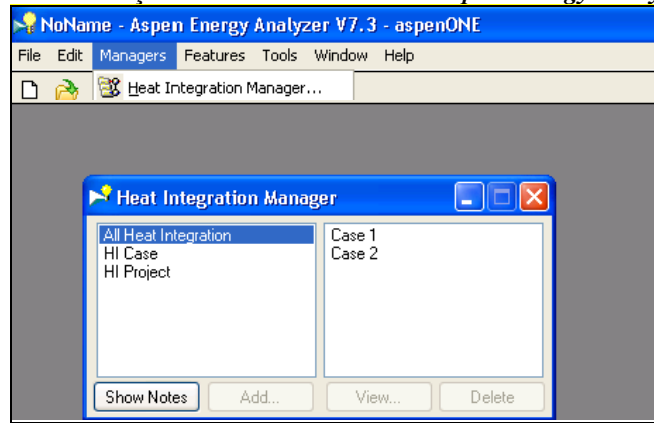 NoName - Aspen Energy Analyzer V7.3 - aspenONE
File Edit Managers Features Tools Window Help
Heat Integration Manager...
Heat Integration Manager
All Heat Integration
HI Case
HI Project
Case 1
Case 2
Show Notes Add... View... Delete